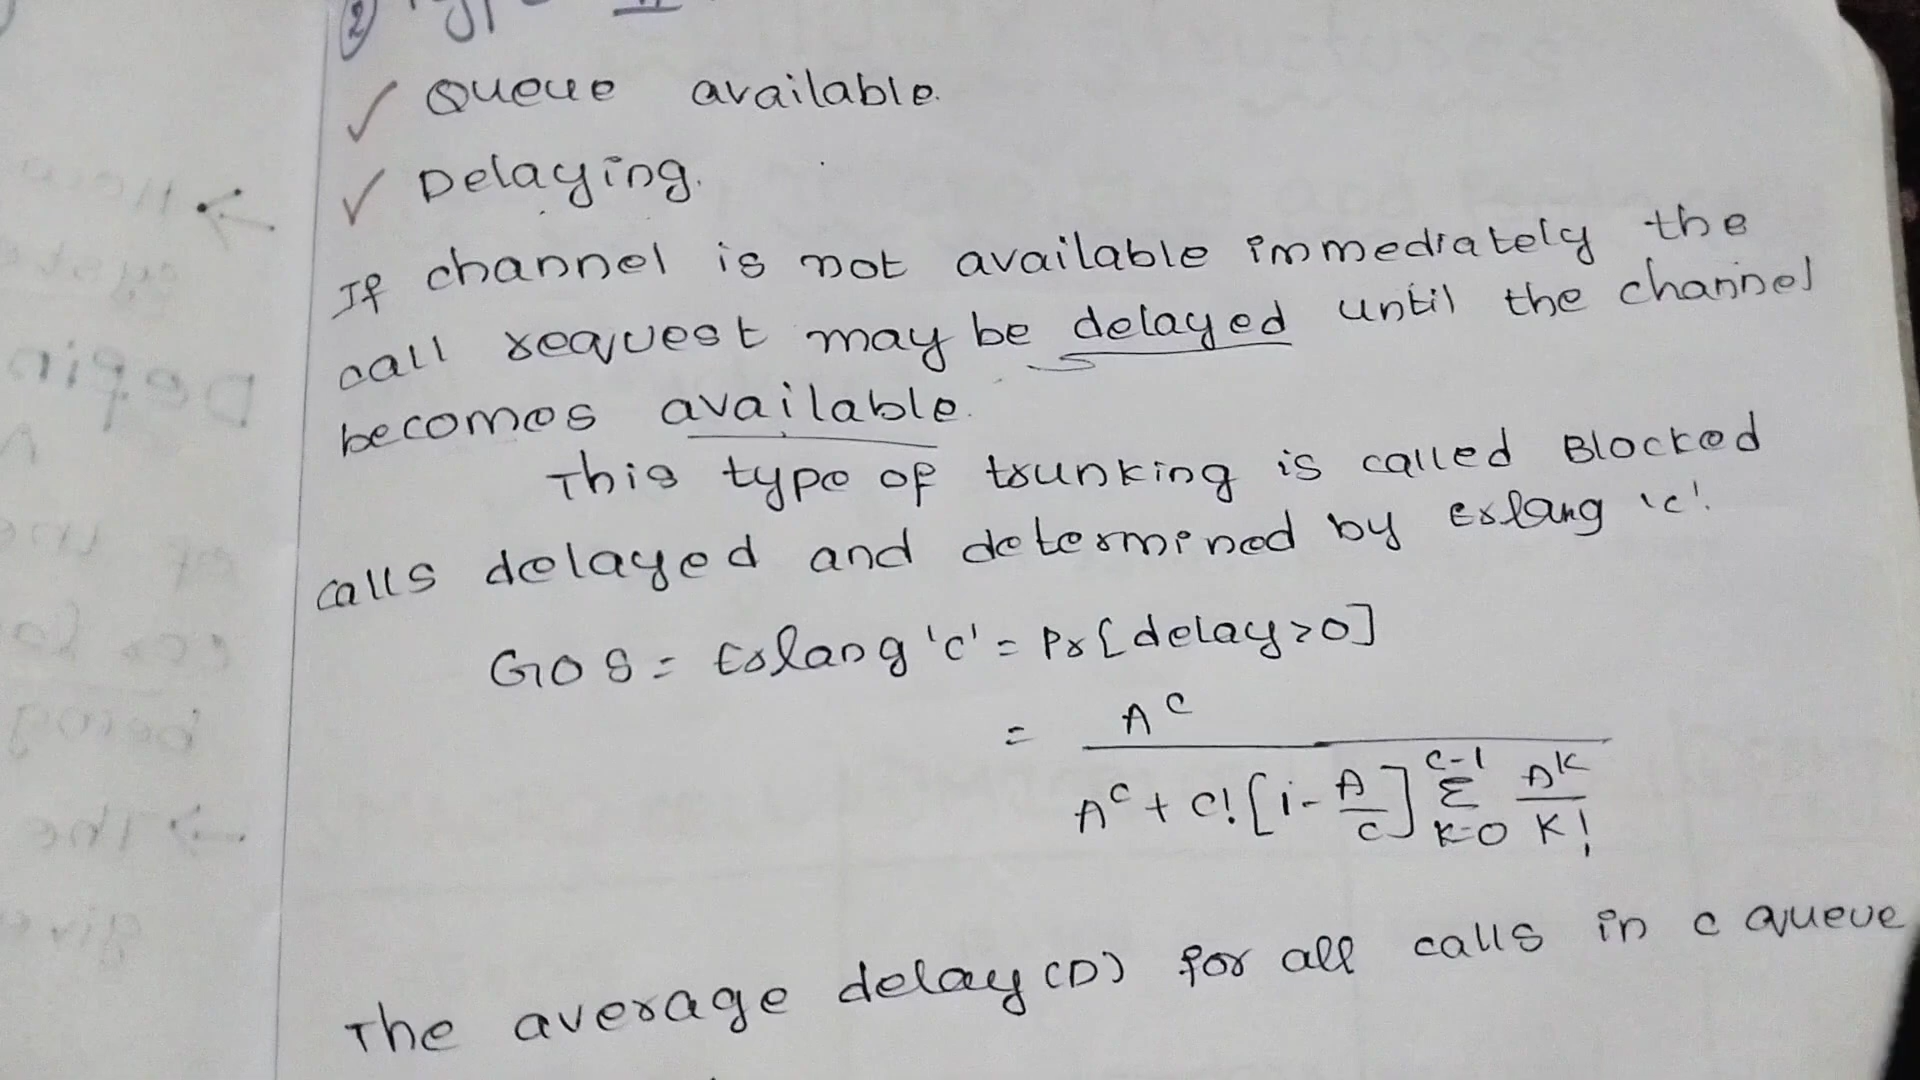 ②
✓ Queue available.
✓ Delaying.
If channel is not available immediately the
call request may be delayed until the channel
becomes available.
This type of trunking is called Blocked
calls delayed and determined by Erlang 'c'.
GOS = Erlang 'c' = Pr[delay>0]
= A^C / (A^C + C! [1 - A/C] Σ_{K=0}^{C-1} A^K / K!)
The average delay (D) for all calls in c queue